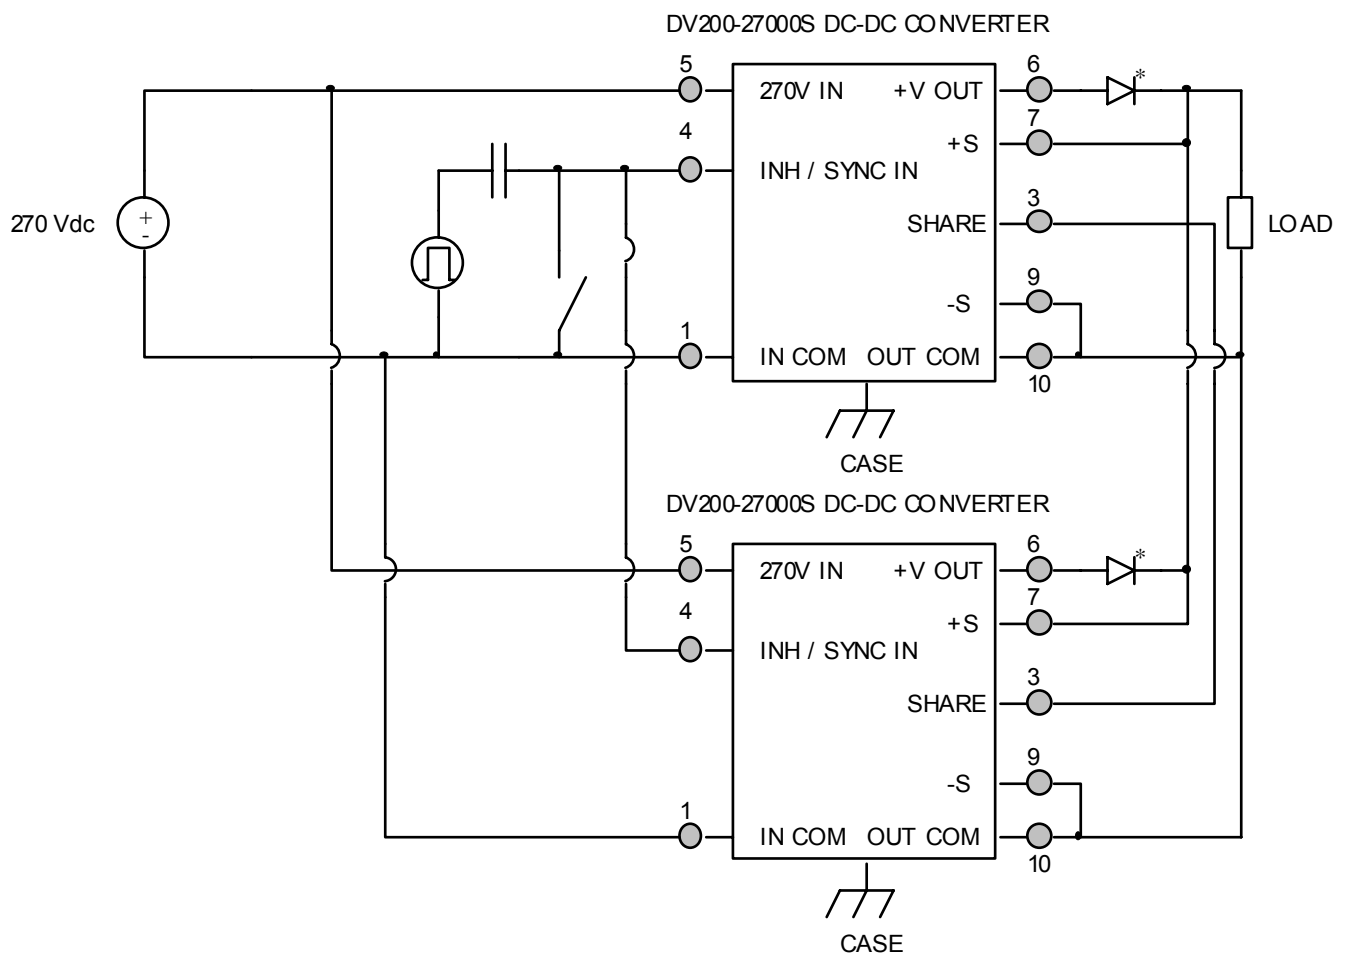 DV200-27000S DC-DC CONVERTER
5
6
270V IN
+V OUT
*
7
4
+S
INH / SYNC IN
3
270 Vdc
+
-
SHARE
LOAD
9
-S
1
IN COM
OUT COM
10
CASE
DV200-27000S DC-DC CONVERTER
5
6
270V IN
+V OUT
*
7
4
+S
INH / SYNC IN
3
SHARE
9
-S
1
IN COM
OUT COM
10
CASE